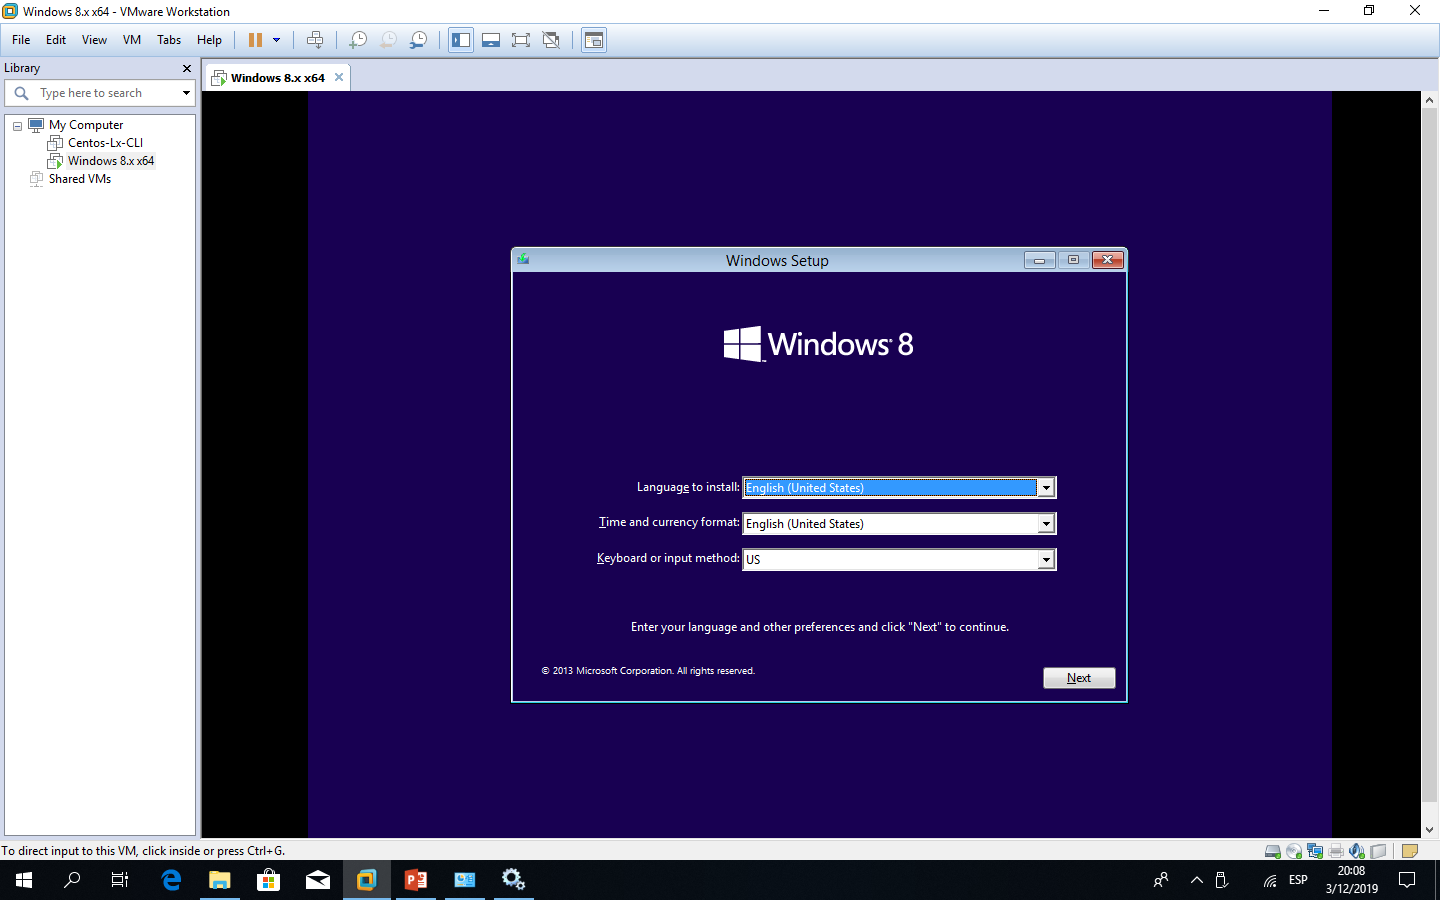 Windows 8.x x64 - VMware Workstation
File Edit View VM Tabs Help
Library
Windows 8.x x64
Type here to search
My Computer
Centos-Lx-CLI
Windows 8.x x64
Shared VMs
Windows Setup
Windows 8
Language to install: English (United States)
Time and currency format: English (United States)
Keyboard or input method: US
Enter your language and other preferences and click "Next" to continue.
© 2013 Microsoft Corporation. All rights reserved.
Next
To direct input to this VM, click inside or press Ctrl+G.
ESP
20:08
3/12/2019